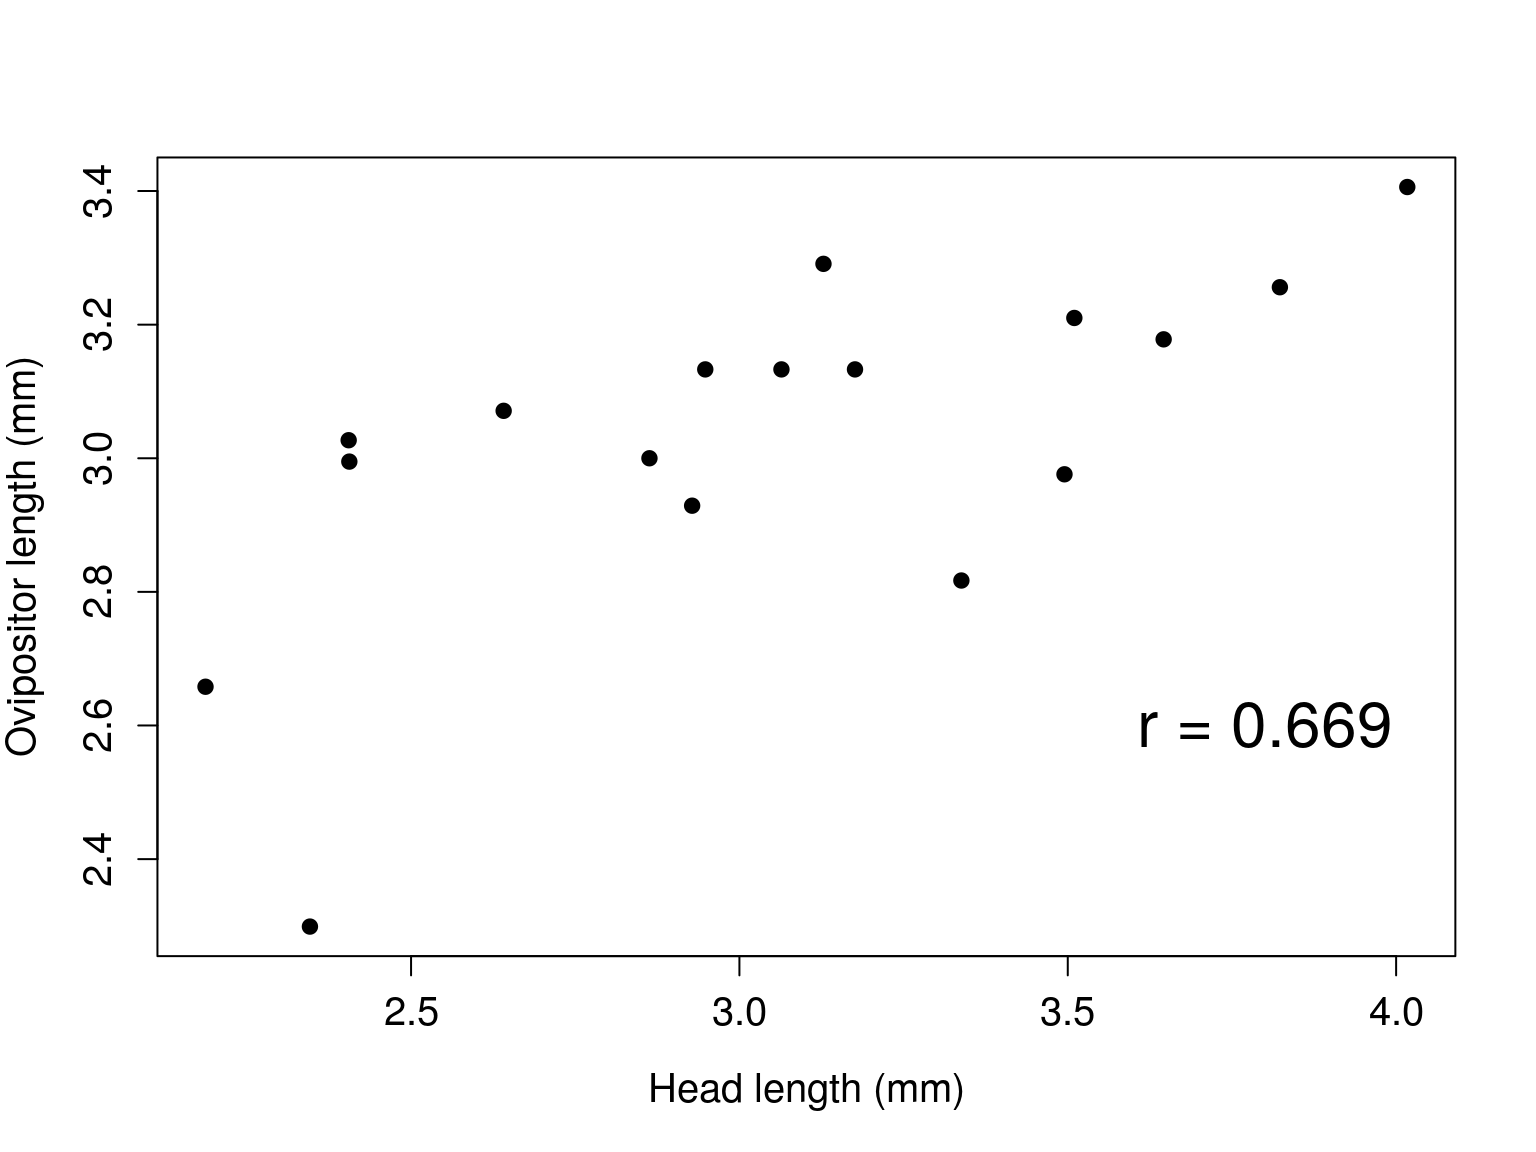 3.4
3.2
3.0
2.8
2.6
2.4
Ovipositor length (mm)
r = 0.669
2.5 3.0 3.5 4.0
Head length (mm)